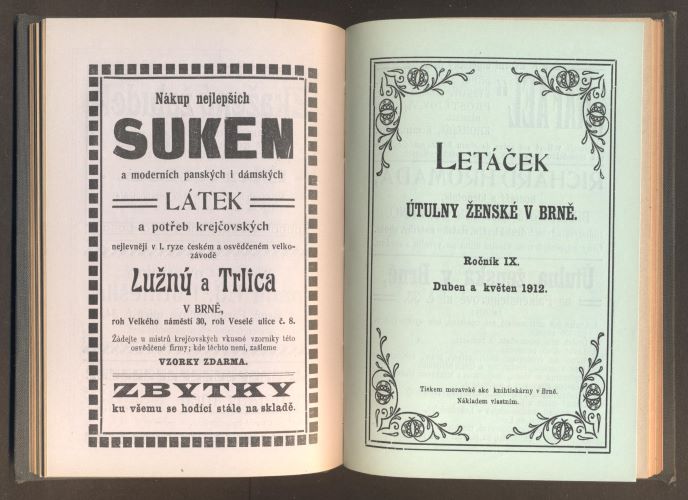 Nákup nejlepších
SUKEN
a moderních panských i dámských
LÁTEK
a potřeb krejčovských
nejlevněji v I. ryze českém a osvědčeném velko-
závodě
Lužný a Trlica
V BRNĚ,
roh Velkého náměstí 30, roh Veselé ulice č. 8.
Žádejte u mistrů krejčovských vkusné vzorníky této
osvědčené firmy; kde těchto není, zašleme
VZORKY ZDARMA.
ZBYTKY
ku všemu se hodící stále na skladě.
LETÁČEK
ÚTULNY ŽENSKÉ V BRNĚ.
Ročník IX.
Duben a květen 1912.
Tiskem moravské akc knihtiskárny v Brně.
Nákladem vlastním.